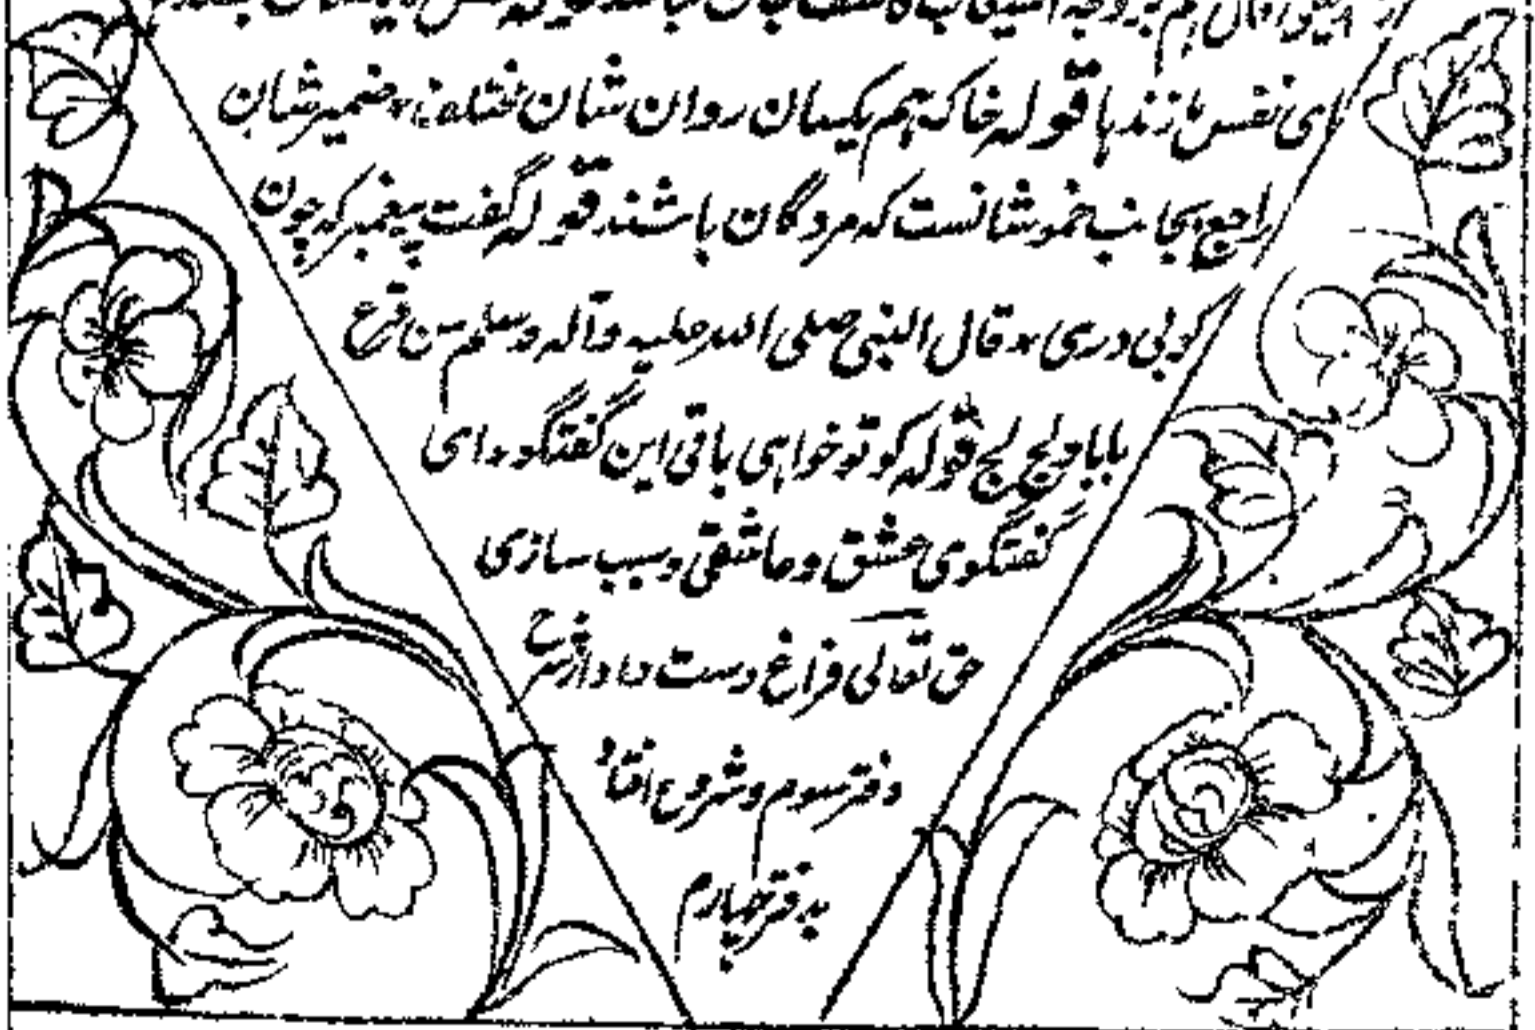 ای نفس بازندها قوله خاک هم یکسان روان شان مختلف، ضمیر شان
راجع بجانب خموشانست که مردگان باشند قوله گفت پیغمبر که چون
کوبی دری، و قال النبی صلی الله علیه وآله وسلم من قرع
بابا ولج ولج قوله کو تو خواهی باقی این گفتگو، ای
گفتگوی عشق و عاشقی و سبب سازی
حق تعالی فراغ دست داد از شرح
دفتر سوم و شروع افتاد
بدفتر چهارم